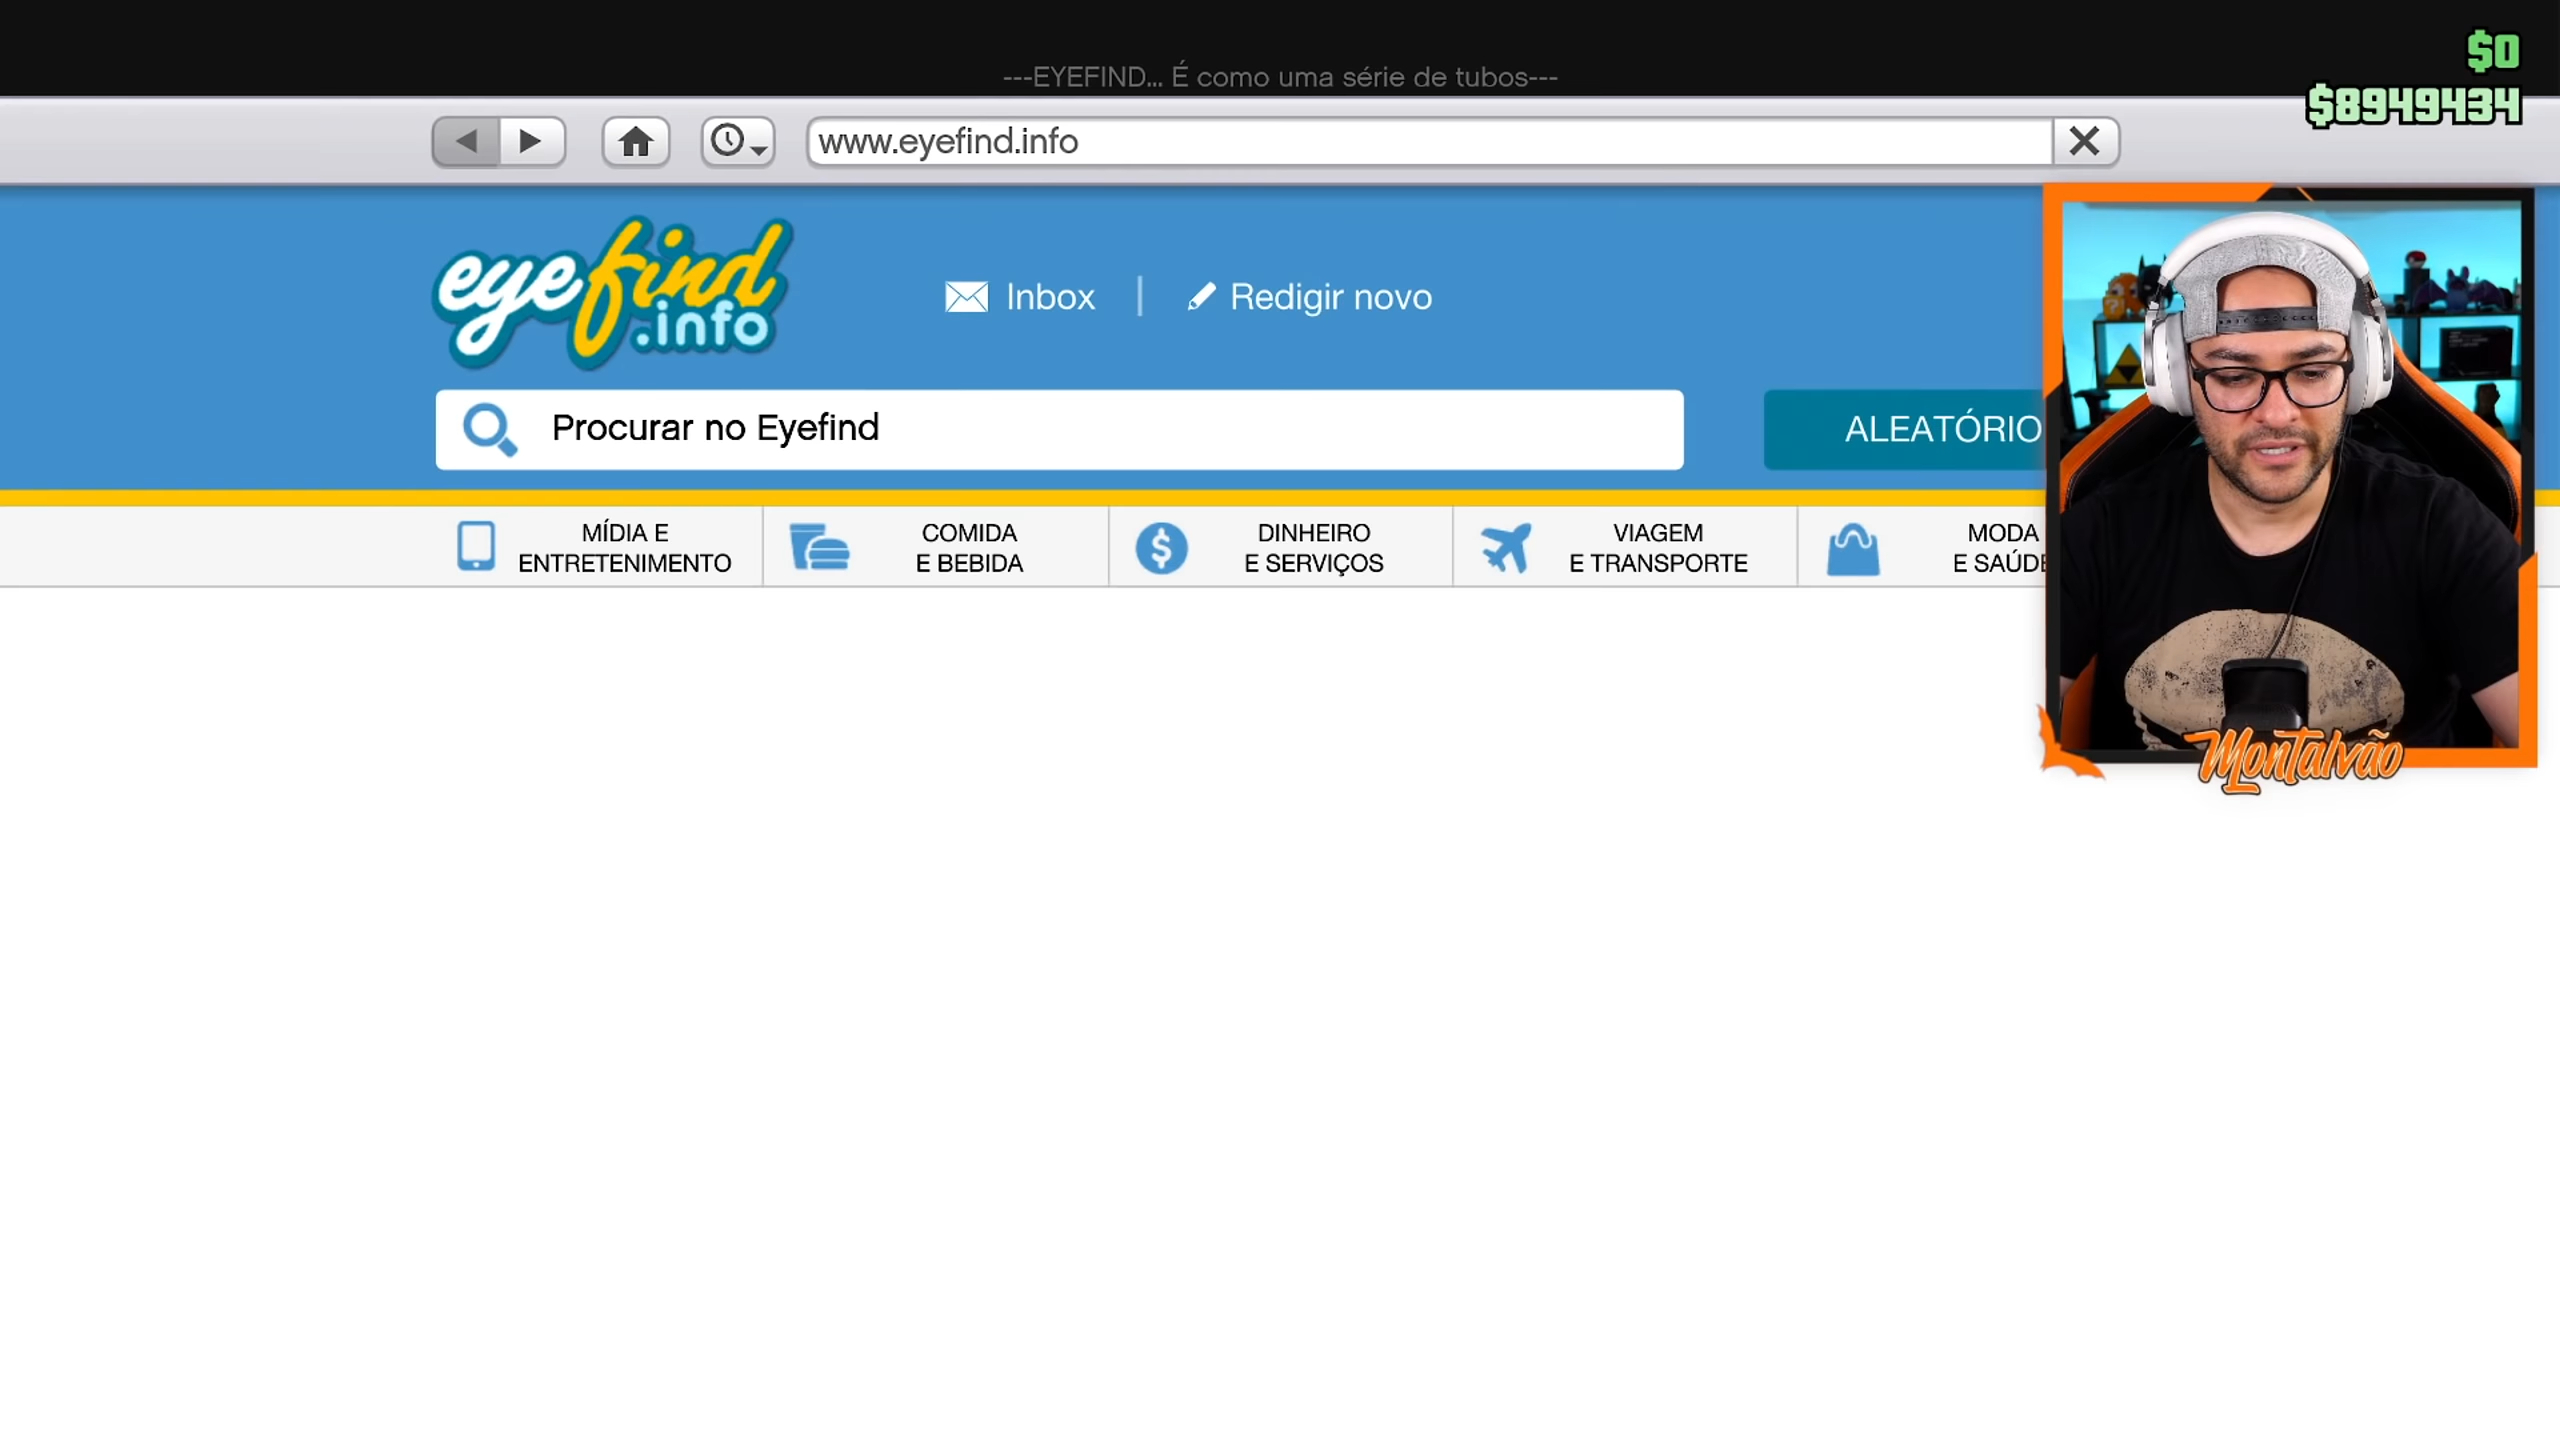 $0
---EYEFIND... É como uma série de tubos---
$8949434
www.eyefind.info
eyefind
.info
Inbox
Redigir novo
Procurar no Eyefind
ALEATÓRIO
MÍDIA E
ENTRETENIMENTO
COMIDA
E BEBIDA
DINHEIRO
E SERVIÇOS
VIAGEM
E TRANSPORTE
MODA
E SAÚDE
Montalvão